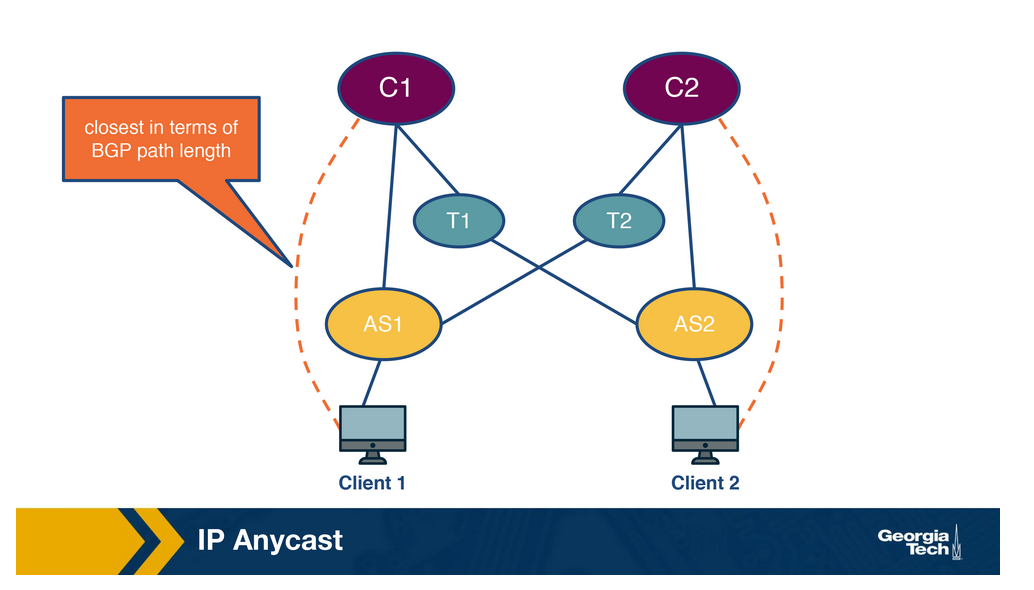 C1
C2
closest in terms of
BGP path length
T1
T2
AS1
AS2
Client 1
Client 2
IP Anycast
Georgia
Tech